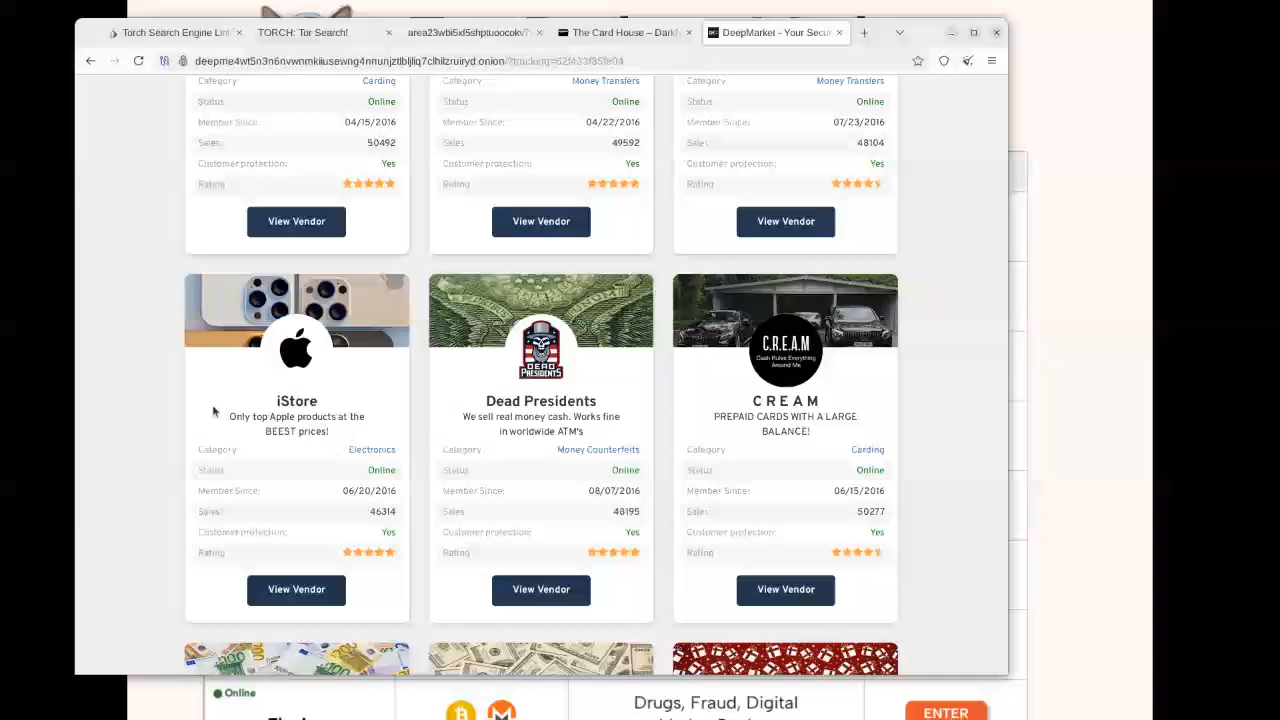 Torch Search Engine Lin
TORCH: Tor Search!
The Card House – Dark
DeepMarket – Your Secu
Category: Carding
Category: Money Transfers
Category: Money Transfers
Status: Online
Status: Online
Status: Online
Member Since: 04/15/2016
Member Since: 04/22/2016
Member Since: 07/23/2016
Sales: 50492
Sales 49592
Sales: 48104
Customer protection: Yes
Customer protection: Yes
Customer protection: Yes
Rating
Rating
Rating
View Vendor
View Vendor
View Vendor
DEAD PRESIDENTS
C.R.E.A.M
Cash Rules Everything
Around Me
iStore
Only top Apple products at the
BEEST prices!
Category Electronics
Status Online
Member Since: 06/20/2016
Sales 46314
Customer protection: Yes
Rating
View Vendor
Dead Presidents
We sell real money cash. Works fine
in worldwide ATM's
Category Money Counterfeits
Status Online
Member Since: 08/07/2016
Sales 48195
Customer protection: Yes
Rating
View Vendor
C R E A M
PREPAID CARDS WITH A LARGE
BALANCE!
Category Carding
Status Online
Member Since: 06/15/2016
Sales 50277
Customer protection: Yes
Rating
View Vendor
Online
Drugs, Fraud, Digital
ENTER